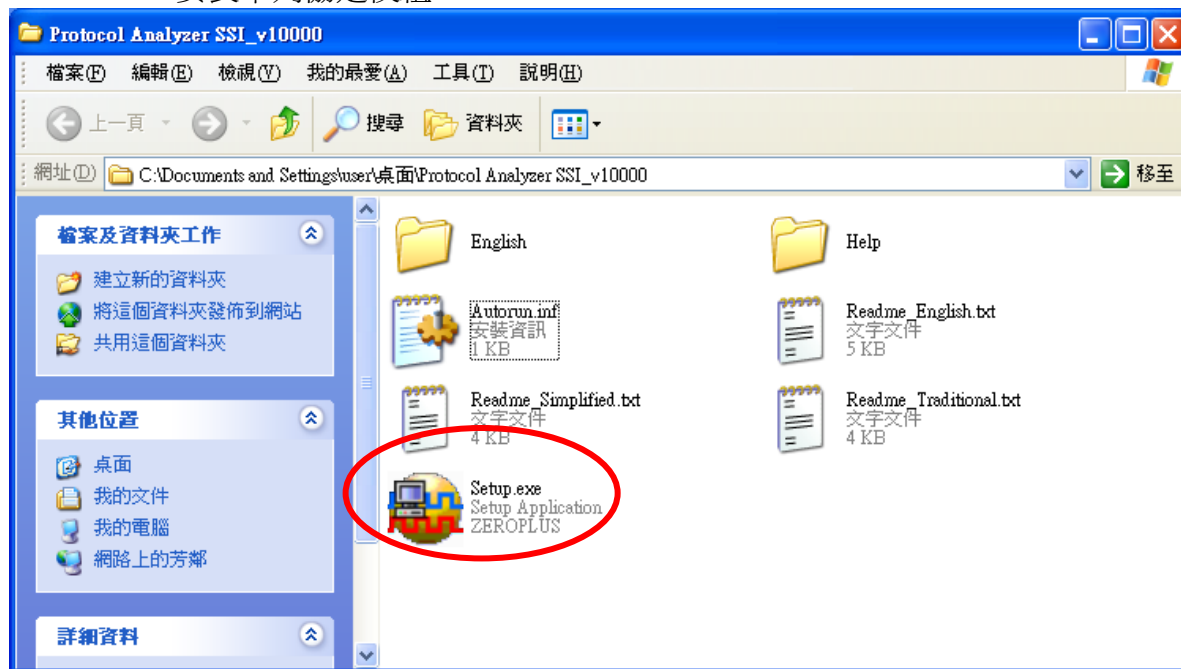 Protocol Analyzer SSI_v10000
檔案(F) 編輯(E) 檢視(V) 我的最愛(A) 工具(T) 說明(H)
上一頁 搜尋 資料夾
網址(D) C:\Documents and Settings\user\桌面\Protocol Analyzer SSI_v10000 移至
檔案及資料夾工作
建立新的資料夾
將這個資料夾發佈到網站
共用這個資料夾
其他位置
桌面
我的文件
我的電腦
網路上的芳鄰
詳細資料
English
Help
Autorun.inf
安裝資訊
1 KB
Readme_English.txt
文字文件
5 KB
Readme_Simplified.txt
文字文件
4 KB
Readme_Traditional.txt
文字文件
4 KB
Setup.exe
Setup Application
ZEROPLUS